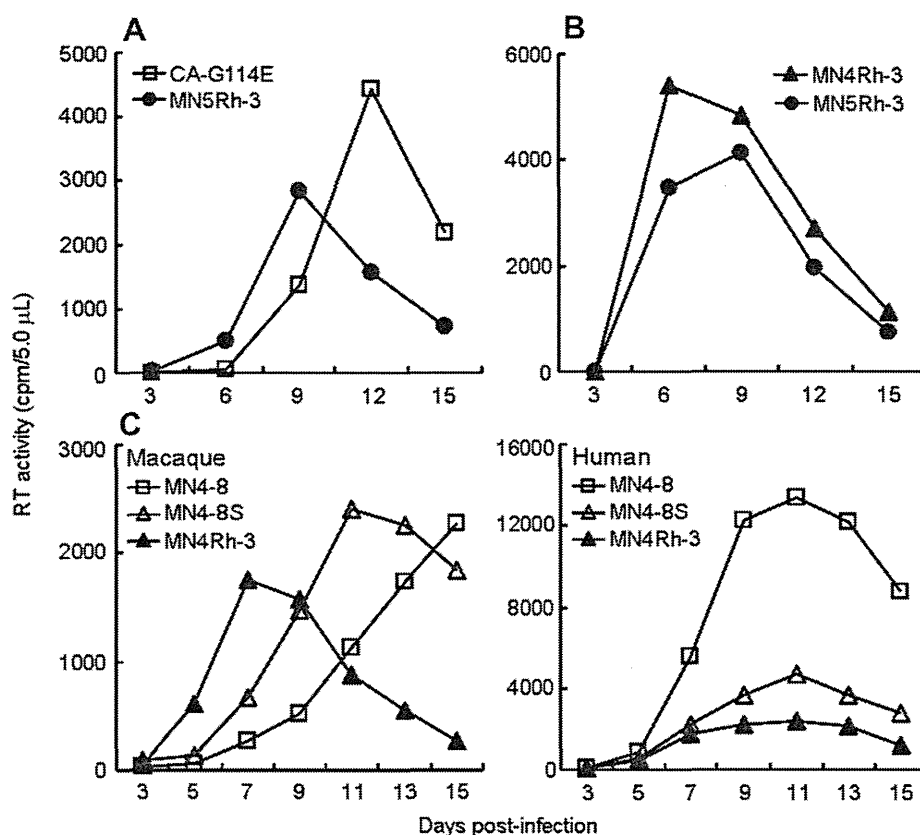 A
CA-G114E
MN5Rh-3
5000
4000
3000
2000
1000
0
3 6 9 12 15
B
MN4Rh-3
MN5Rh-3
6000
4000
2000
0
3 6 9 12 15
RT activity (cpm/5.0 μL)
C
Macaque
MN4-8
MN4-8S
MN4Rh-3
3000
2000
1000
0
3 5 7 9 11 13 15
Human
MN4-8
MN4-8S
MN4Rh-3
16000
12000
8000
4000
0
3 5 7 9 11 13 15
Days post-infection